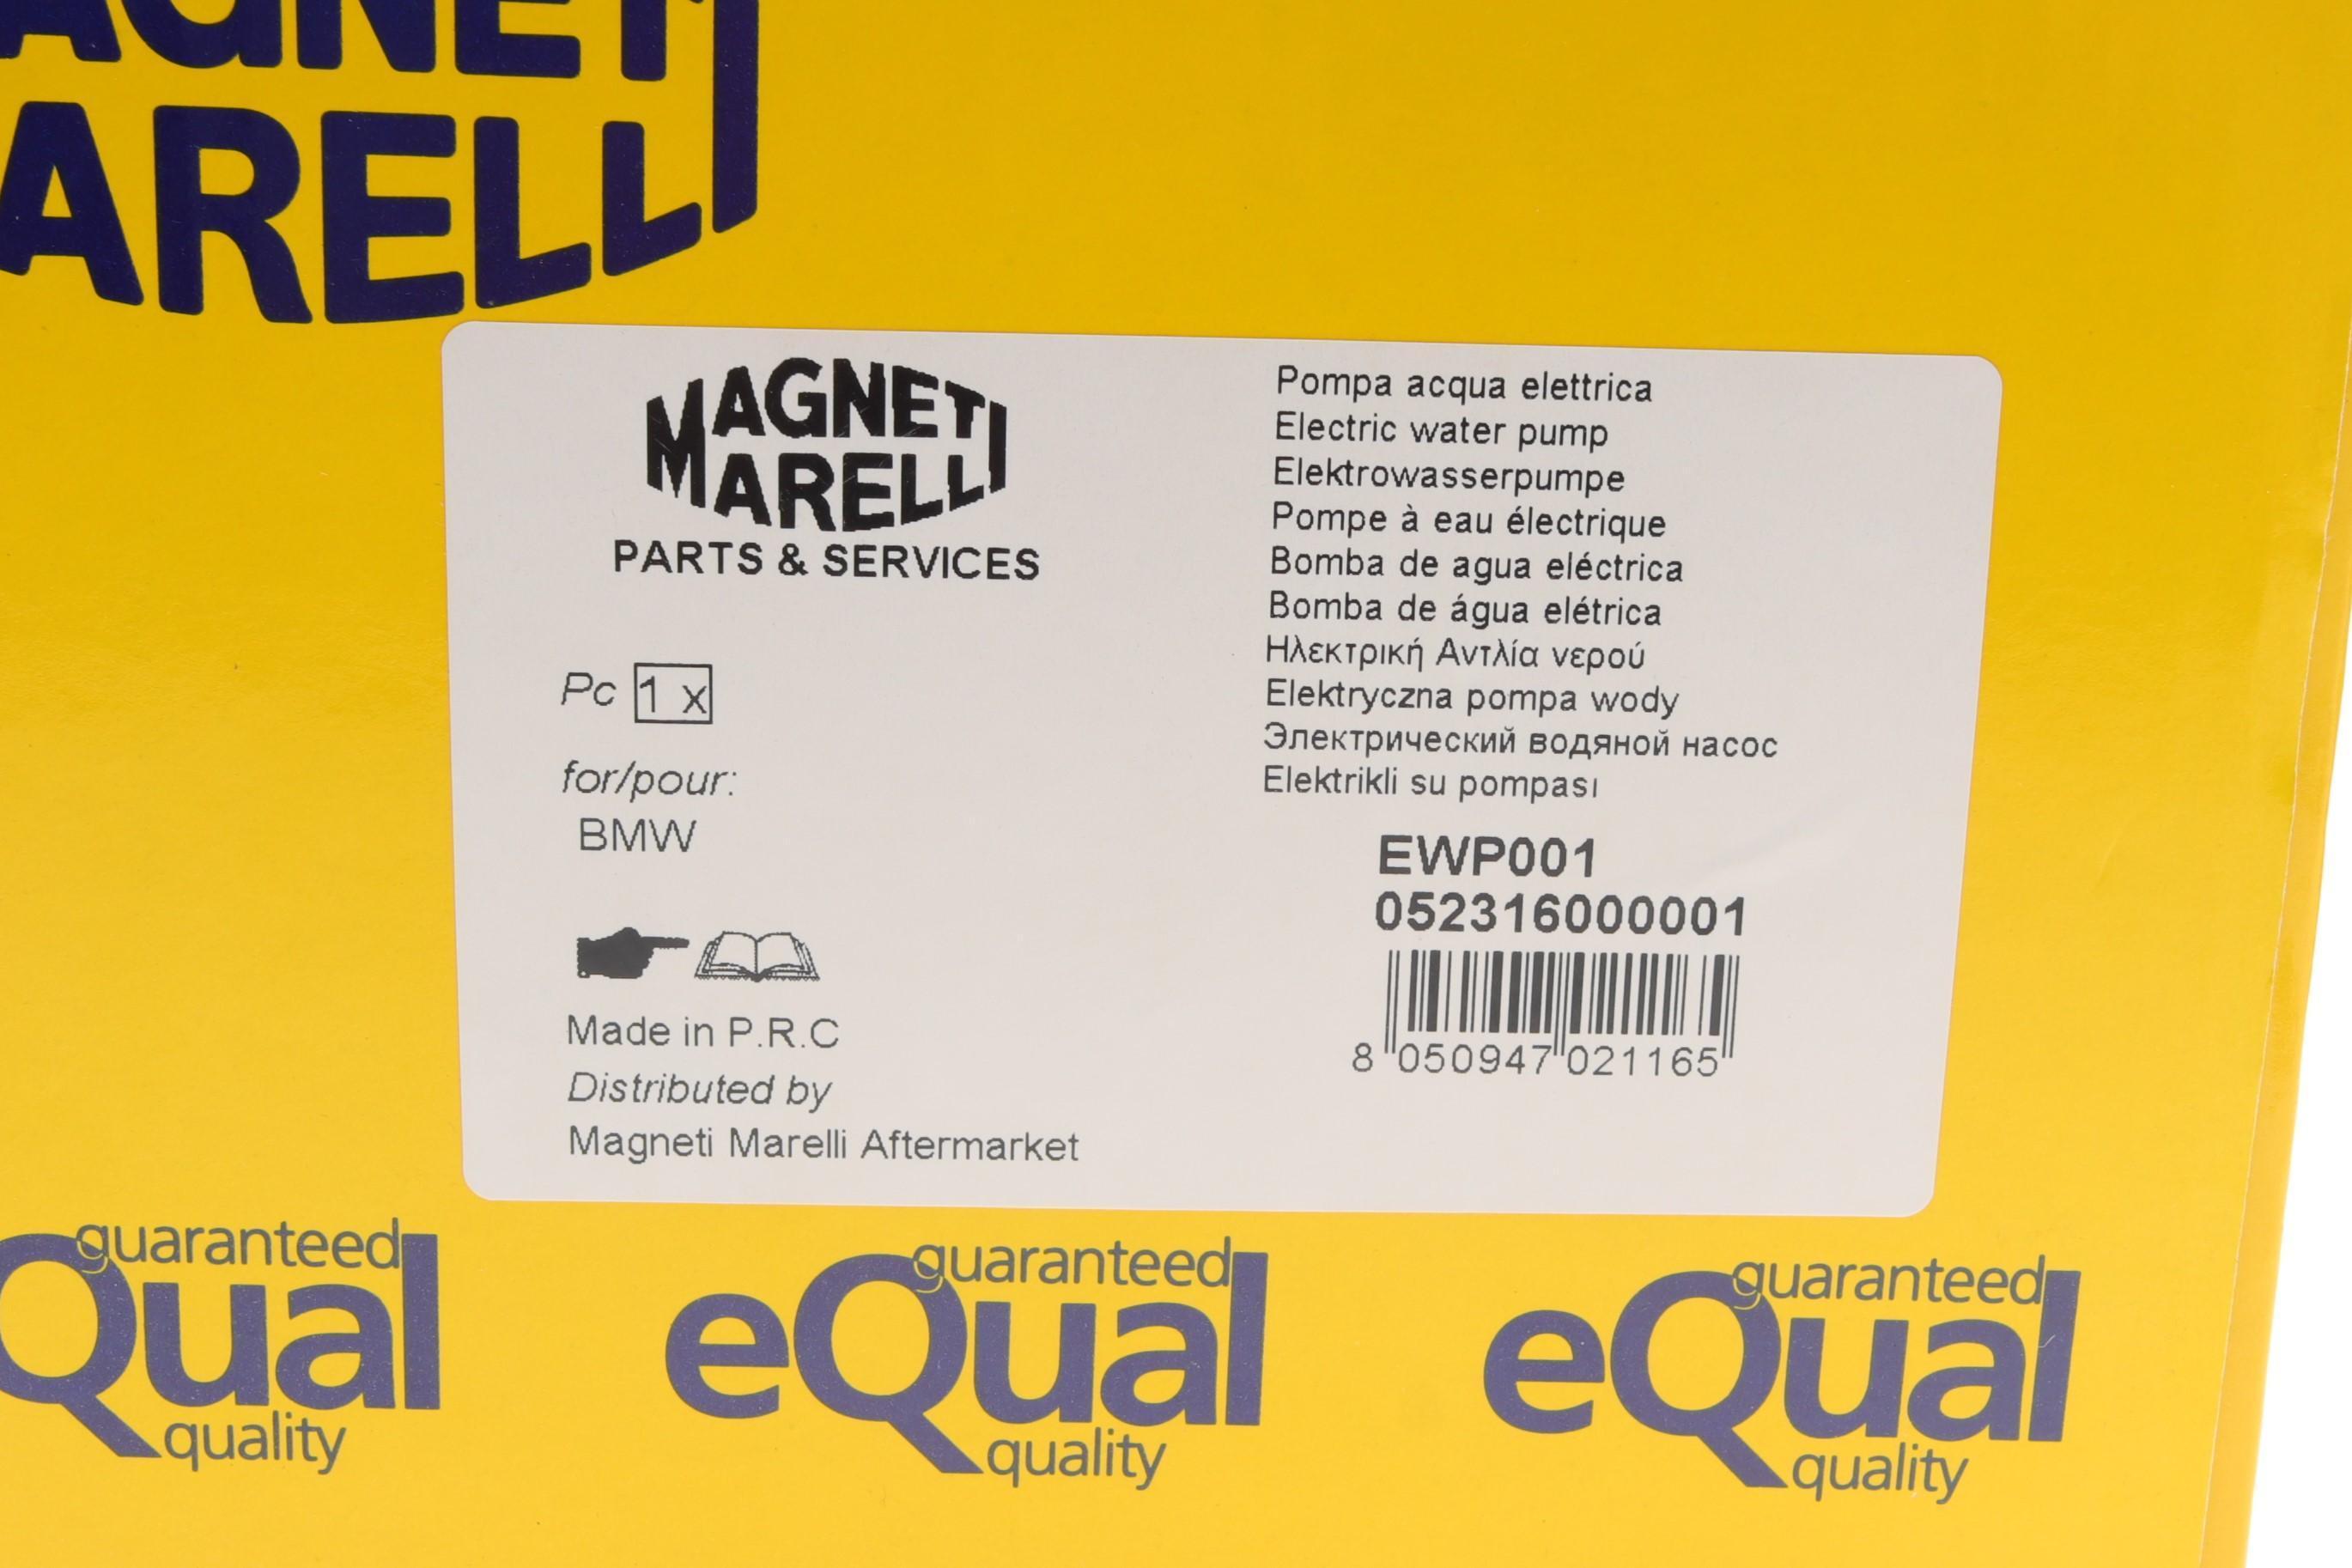 MAGNETI
MARELLI
MAGNETI
MARELLI
PARTS & SERVICES
Pc 1 x
for/pour:
BMW
Made in P.R.C
Distributed by
Magneti Marelli Aftermarket
Pompa acqua elettrica
Electric water pump
Elektrowasserpumpe
Pompe à eau électrique
Bomba de agua eléctrica
Bomba de água elétrica
Ηλεκτρική Αντλία νερού
Elektryczna pompa wody
Электрический водяной насос
Elektrikli su pompası
EWP001
052316000001
8 050947 021165
guaranteed
eQual
quality
guaranteed
eQual
quality
guaranteed
eQual
quality